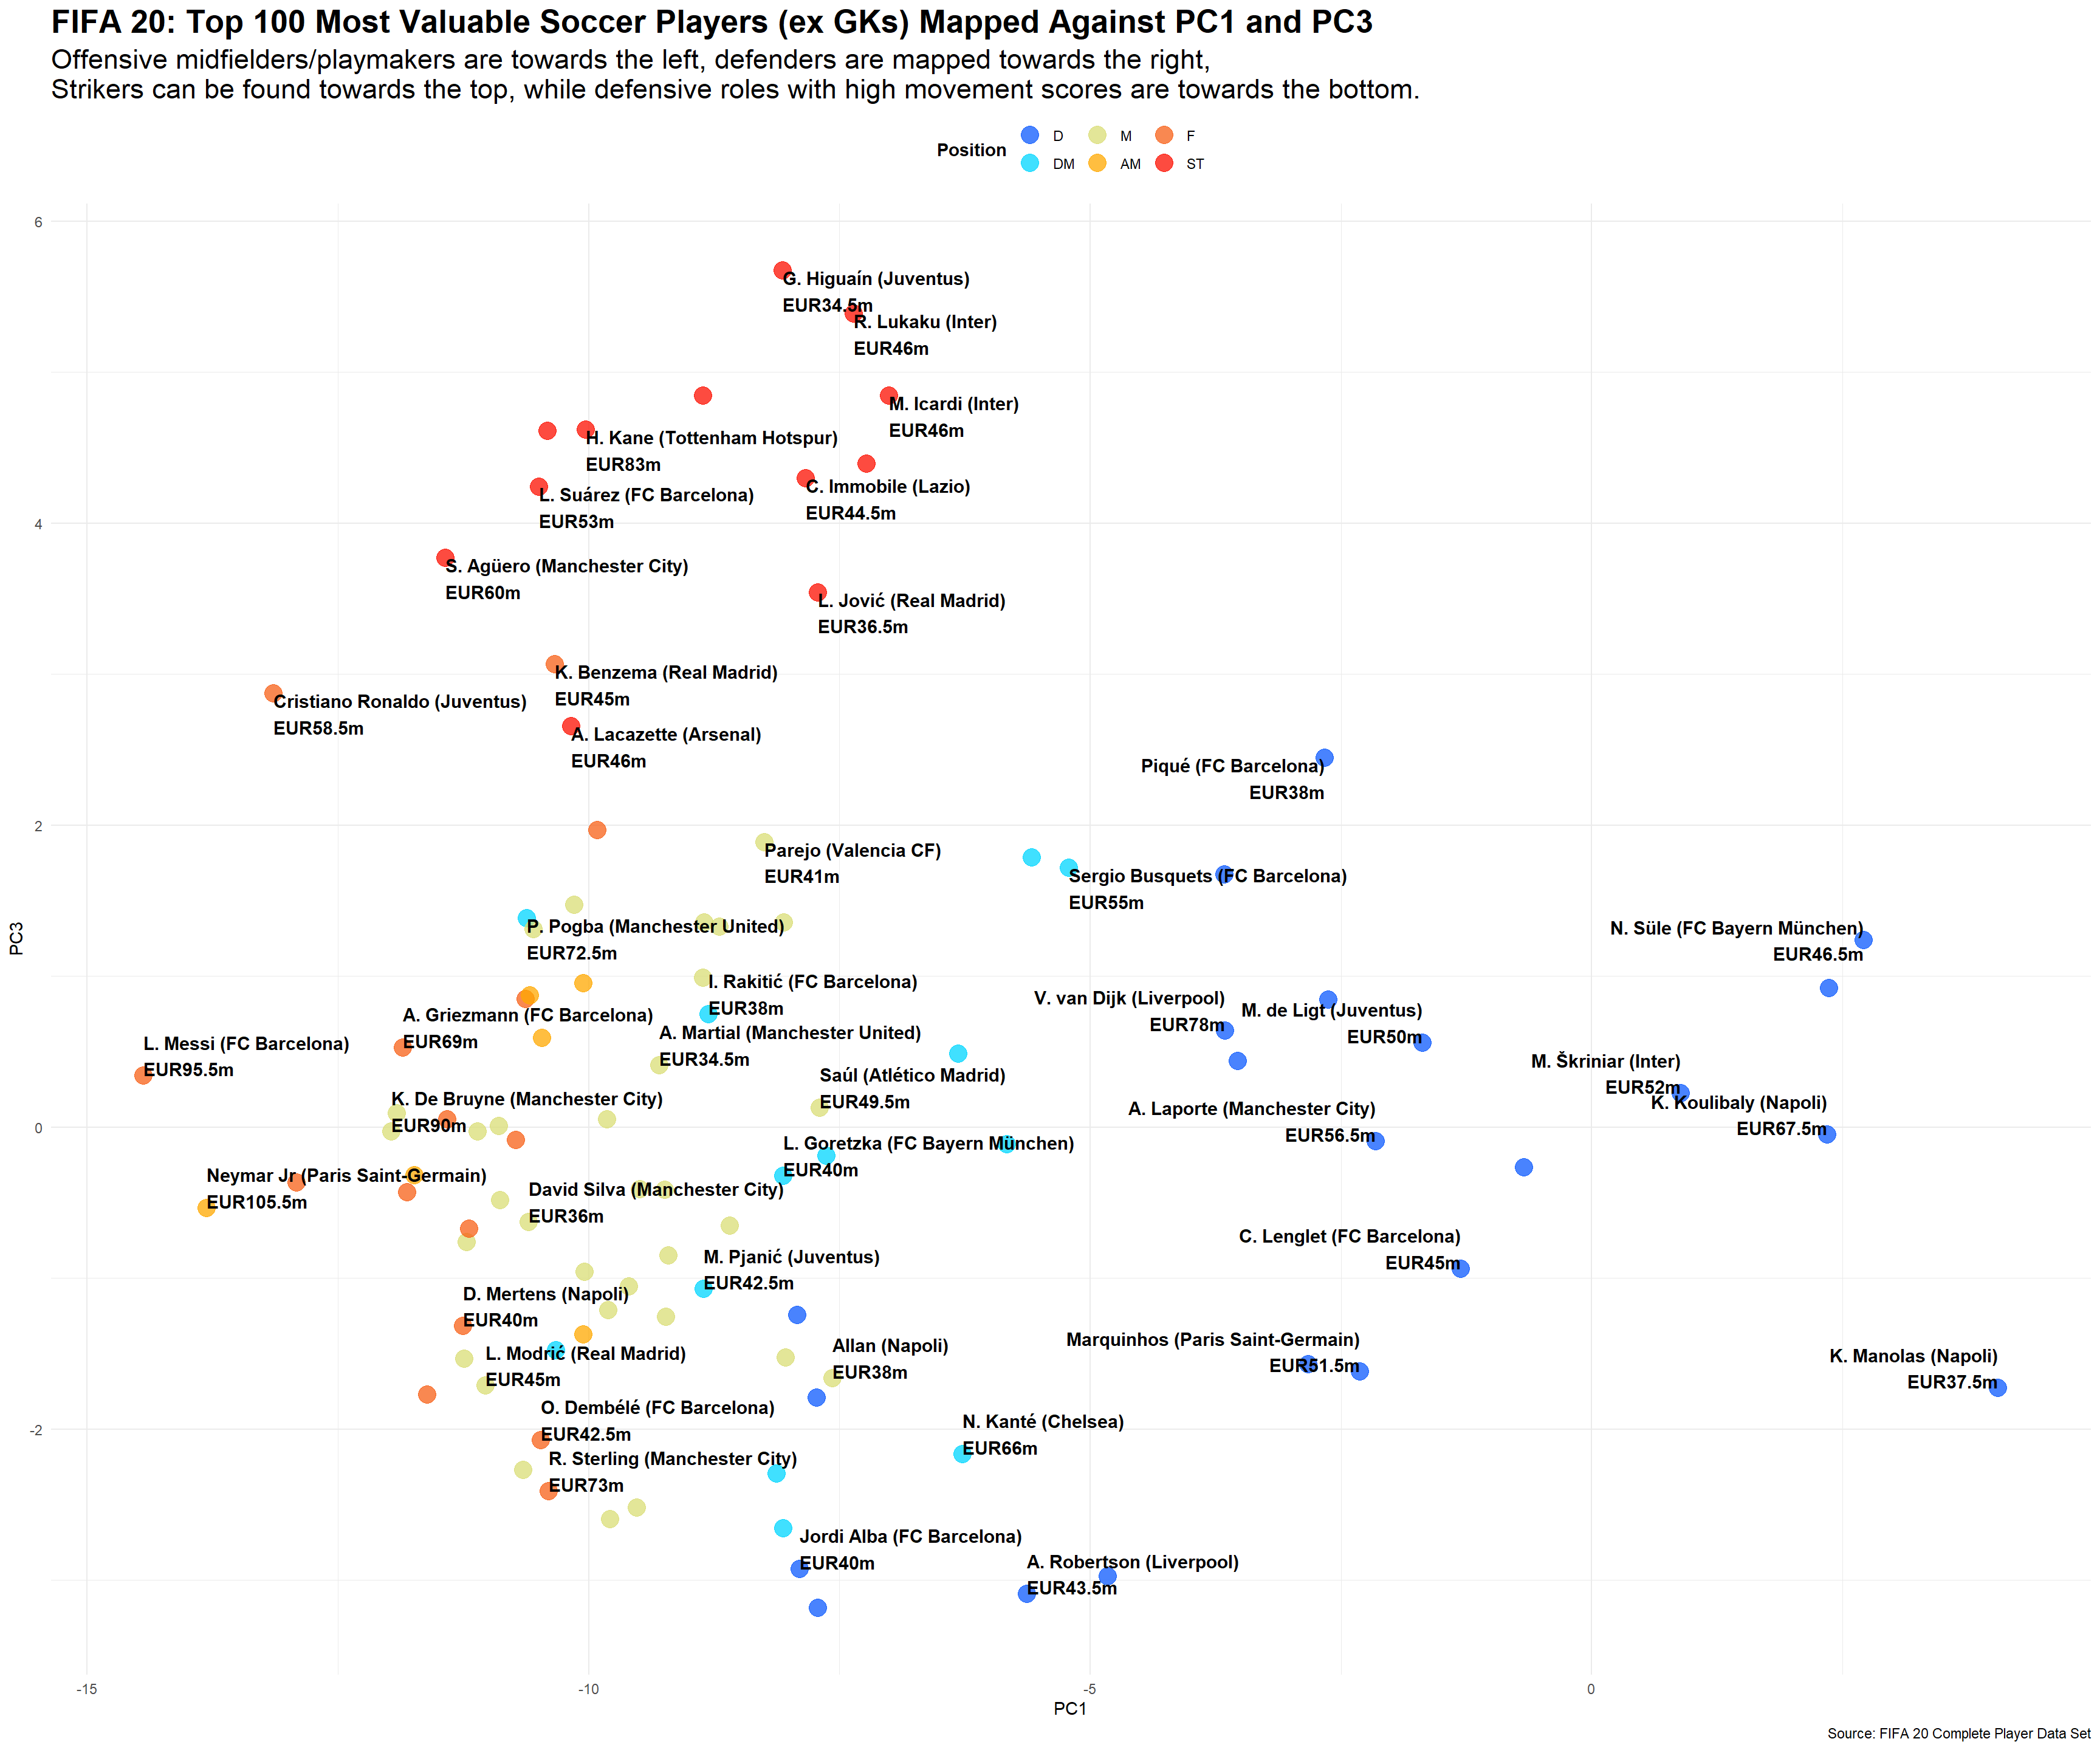 FIFA 20: Top 100 Most Valuable Soccer Players (ex GKs) Mapped Against PC1 and PC3
Offensive midfielders/playmakers are towards the left, defenders are mapped towards the right,
Strikers can be found towards the top, while defensive roles with high movement scores are towards the bottom.
Position
D
M
F
DM
AM
ST
6
4
2
0
-2
PC3
G. Higuaín (Juventus)
EUR34.5m
R. Lukaku (Inter)
EUR46m
M. Icardi (Inter)
EUR46m
H. Kane (Tottenham Hotspur)
EUR83m
C. Immobile (Lazio)
EUR44.5m
L. Suárez (FC Barcelona)
EUR53m
S. Agüero (Manchester City)
EUR60m
L. Jović (Real Madrid)
EUR36.5m
K. Benzema (Real Madrid)
EUR45m
Cristiano Ronaldo (Juventus)
EUR58.5m
A. Lacazette (Arsenal)
EUR46m
Piqué (FC Barcelona)
EUR38m
Parejo (Valencia CF)
EUR41m
Sergio Busquets (FC Barcelona)
EUR55m
P. Pogba (Manchester United)
EUR72.5m
N. Süle (FC Bayern München)
EUR46.5m
I. Rakitić (FC Barcelona)
EUR38m
V. van Dijk (Liverpool)
EUR78m
M. de Ligt (Juventus)
EUR50m
A. Griezmann (FC Barcelona)
EUR69m
A. Martial (Manchester United)
EUR34.5m
L. Messi (FC Barcelona)
EUR95.5m
M. Škriniar (Inter)
EUR52m
Saúl (Atlético Madrid)
EUR49.5m
K. De Bruyne (Manchester City)
EUR90m
K. Koulibaly (Napoli)
EUR67.5m
A. Laporte (Manchester City)
EUR56.5m
L. Goretzka (FC Bayern München)
EUR40m
Neymar Jr (Paris Saint-Germain)
EUR105.5m
David Silva (Manchester City)
EUR36m
C. Lenglet (FC Barcelona)
EUR45m
M. Pjanić (Juventus)
EUR42.5m
D. Mertens (Napoli)
EUR40m
Marquinhos (Paris Saint-Germain)
EUR51.5m
Allan (Napoli)
EUR38m
L. Modrić (Real Madrid)
EUR45m
K. Manolas (Napoli)
EUR37.5m
O. Dembélé (FC Barcelona)
EUR42.5m
N. Kanté (Chelsea)
EUR66m
R. Sterling (Manchester City)
EUR73m
Jordi Alba (FC Barcelona)
EUR40m
A. Robertson (Liverpool)
EUR43.5m
-15
-10
-5
0
PC1
Source: FIFA 20 Complete Player Data Set